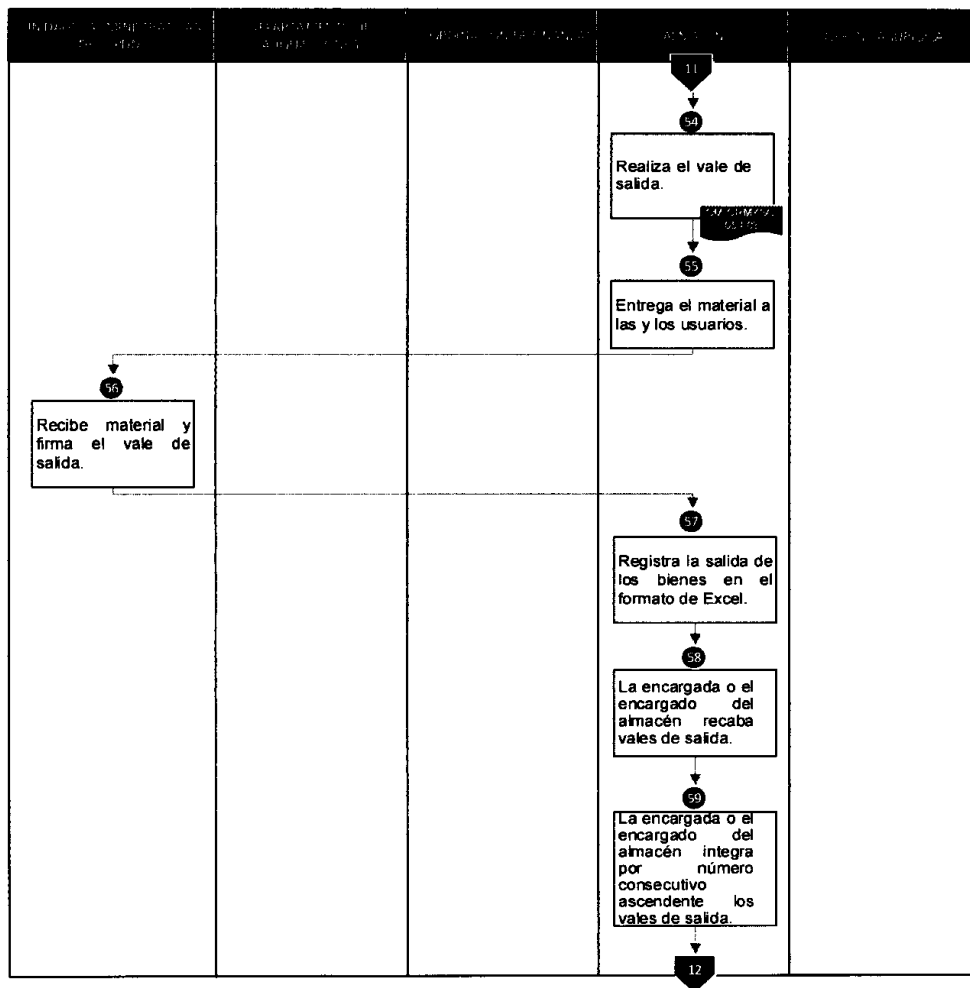 11
54
Realiza el vale de
salida.
55
Entrega el material a
las y los usuarios.
56
Recibe material y
firma el vale de
salida.
57
Registra la salida de
los bienes en el
formato de Excel.
58
La encargada o el
encargado del
almacén recaba
vales de salida.
59
La encargada o el
encargado del
almacén integra
por número
consecutivo
ascendente los
vales de salida.
12